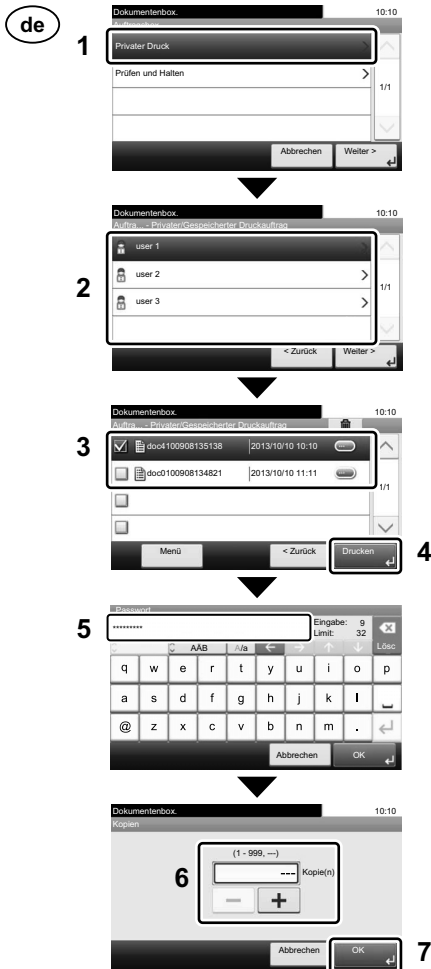 de
Dokumentenbox. 10:10
Auftragsbox
1
Privater Druck
Prüfen und Halten
1/1
Abbrechen Weiter >
Dokumentenbox. 10:10
Auftra... - Privater/Gespeicherter Druckauftrag
2
user 1
user 2
user 3
1/1
< Zurück Weiter >
Dokumentenbox. 10:10
Auftra... - Privater/Gespeicherter Druckauftrag
3
doc4100908135138 2013/10/10 10:10
doc0100908134821 2013/10/10 11:11
1/1
Menü < Zurück Drucken 4
Passwort
5
********* Eingabe: 9
Limit: 32
AÄB A/a Lösc
q w e r t y u i o p
a s d f g h j k l _
@ z x c v b n m .
Abbrechen OK
Dokumentenbox. 10:10
Kopien
6
(1 - 999, ---)
--- Kopie(n)
− +
Abbrechen OK 7